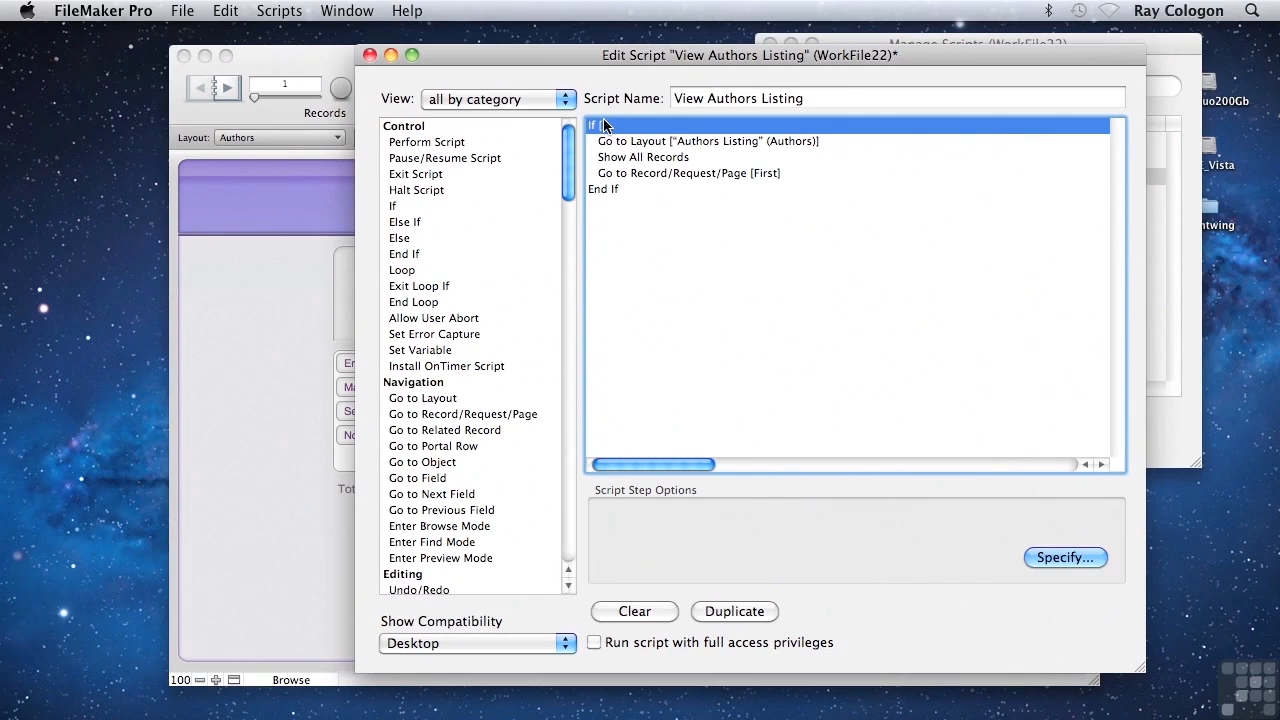 FileMaker Pro File Edit Scripts Window Help Ray Cologon
Manage Scripts (WorkFile22)
Edit Script "View Authors Listing" (WorkFile22)*
1
Records
Layout: Authors
View: all by category
Script Name: View Authors Listing
Control
Perform Script
Pause/Resume Script
Exit Script
Halt Script
If
Else If
Else
End If
Loop
Exit Loop If
End Loop
Allow User Abort
Set Error Capture
Set Variable
Install OnTimer Script
Navigation
Go to Layout
Go to Record/Request/Page
Go to Related Record
Go to Portal Row
Go to Object
Go to Field
Go to Next Field
Go to Previous Field
Enter Browse Mode
Enter Find Mode
Enter Preview Mode
Editing
Undo/Redo
If [
Go to Layout ["Authors Listing" (Authors)]
Show All Records
Go to Record/Request/Page [First]
End If
Script Step Options
Specify...
Clear Duplicate
Show Compatibility
Desktop
Run script with full access privileges
100 Browse
uo200Gb
_Vista
ntwing